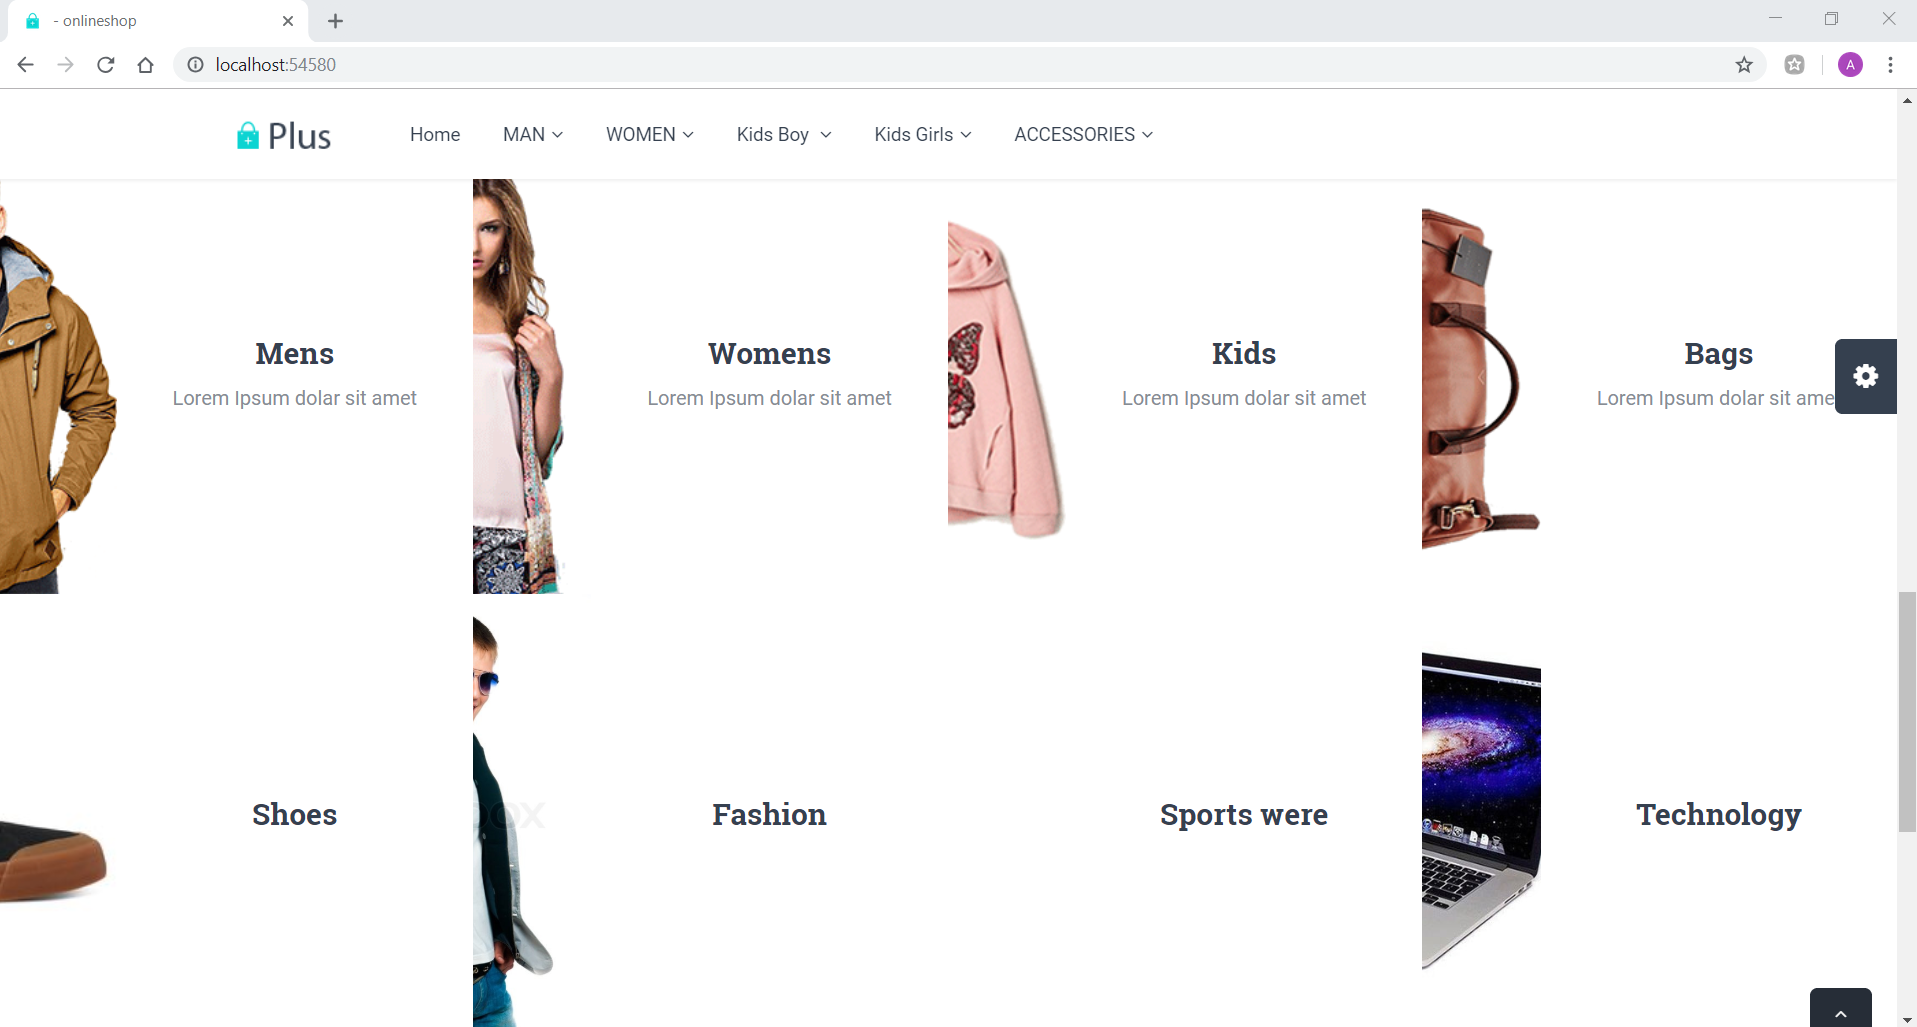 - onlineshop
localhost:54580
A
Plus
Home MAN WOMEN Kids Boy Kids Girls ACCESSORIES
Mens Womens Kids Bags
Lorem Ipsum dolar sit amet Lorem Ipsum dolar sit amet Lorem Ipsum dolar sit amet Lorem Ipsum dolar sit ame
Shoes Fashion Sports were Technology